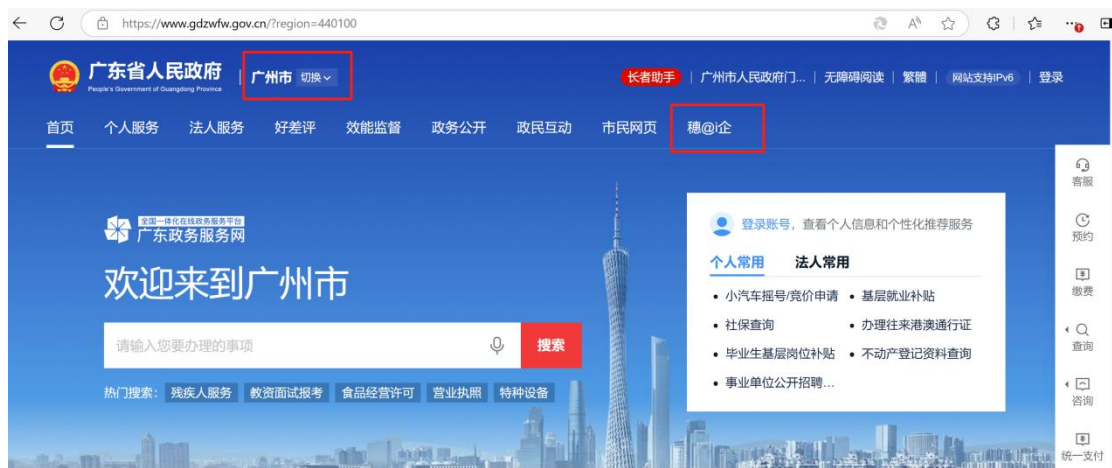 https://www.gdzwfw.gov.cn/?region=440100
广东省人民政府
People's Government of Guangdong Province
广州市 切换
长者助手 | 广州市人民政府门... | 无障碍阅读 | 繁體 | 网站支持IPv6 | 登录
首页 个人服务 法人服务 好差评 效能监督 政务公开 政民互动 市民网页 穗@i企
全国一体化在线政务服务平台
广东政务服务网
欢迎来到广州市
请输入您要办理的事项 搜索
热门搜索: 残疾人服务 教资面试报考 食品经营许可 营业执照 特种设备
登录账号，查看个人信息和个性化推荐服务
个人常用 法人常用
• 小汽车摇号/竞价申请 • 基层就业补贴
• 社保查询 • 办理往来港澳通行证
• 毕业生基层岗位补贴 • 不动产登记资料查询
• 事业单位公开招聘...
客服
预约
缴费
查询
咨询
统一支付